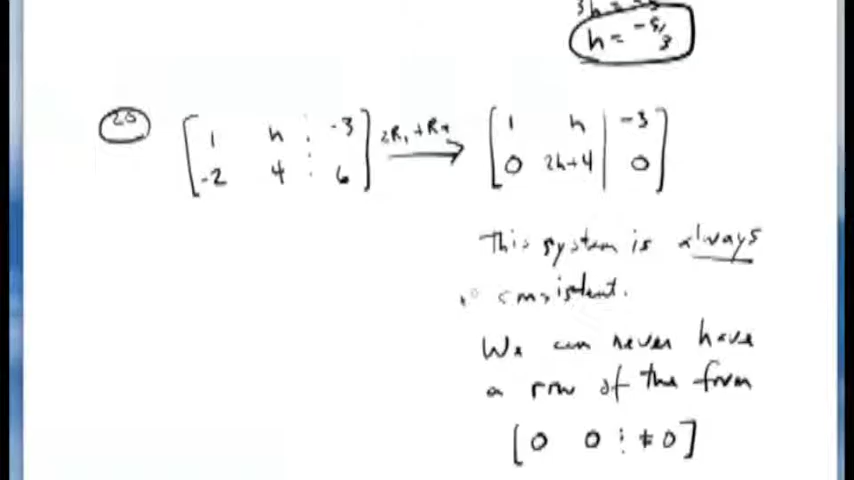 h = -5/3
20
[ 1 h ⋮ -3 ] 2R₁+R₂ → [ 1 h | -3 ]
[ -2 4 ⋮ 6 ] [ 0 2h+4 | 0 ]
This system is always
consistent.
We can never have
a row of the form
[ 0 0 ⋮ ≠0 ]